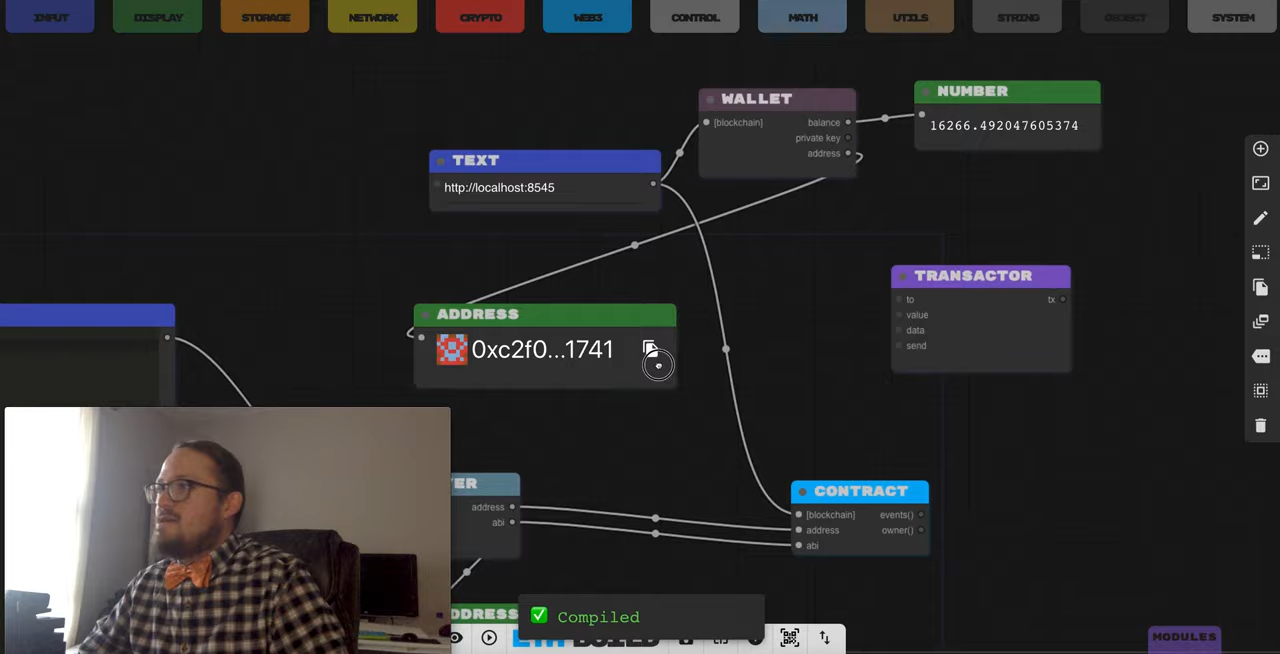 INPUT DISPLAY STORAGE NETWORK CRYPTO WEB3 CONTROL MATH UTILS STRING OBJECT SYSTEM
WALLET
[blockchain] balance
private key
address
NUMBER
16266.492047605374
TEXT
http://localhost:8545
TRANSACTOR
to tx
value
data
send
ADDRESS
0xc2f0...1741
address
abi
CONTRACT
[blockchain] events()
address owner()
abi
✅ Compiled
MODULES